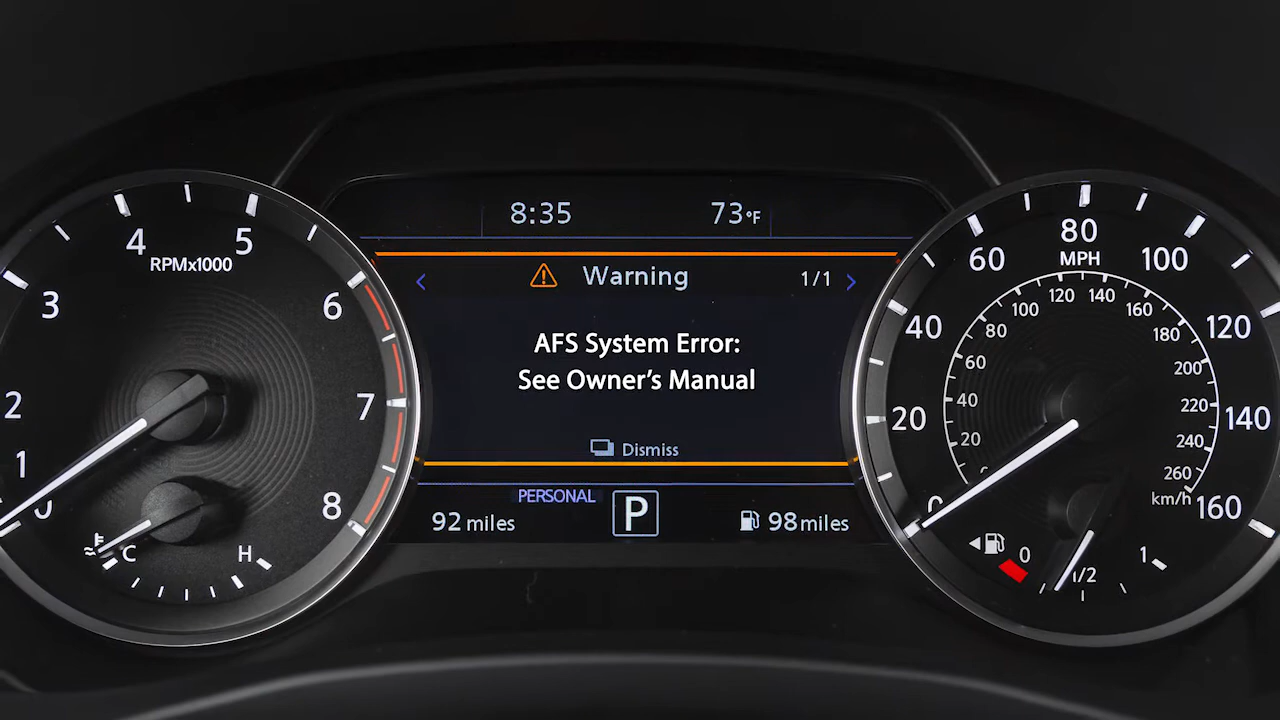 8:35 73°F
< Warning 1/1 >
AFS System Error:
See Owner's Manual
Dismiss
PERSONAL
92 miles P 98 miles
4 5
RPMx1000
3 6
2 7
1
0 8
C H
80
60 MPH 100
120 140
100 160
40 80 180 120
60 200
40 220
20 140
20 240
260
0 km/h 160
0 1/2 1